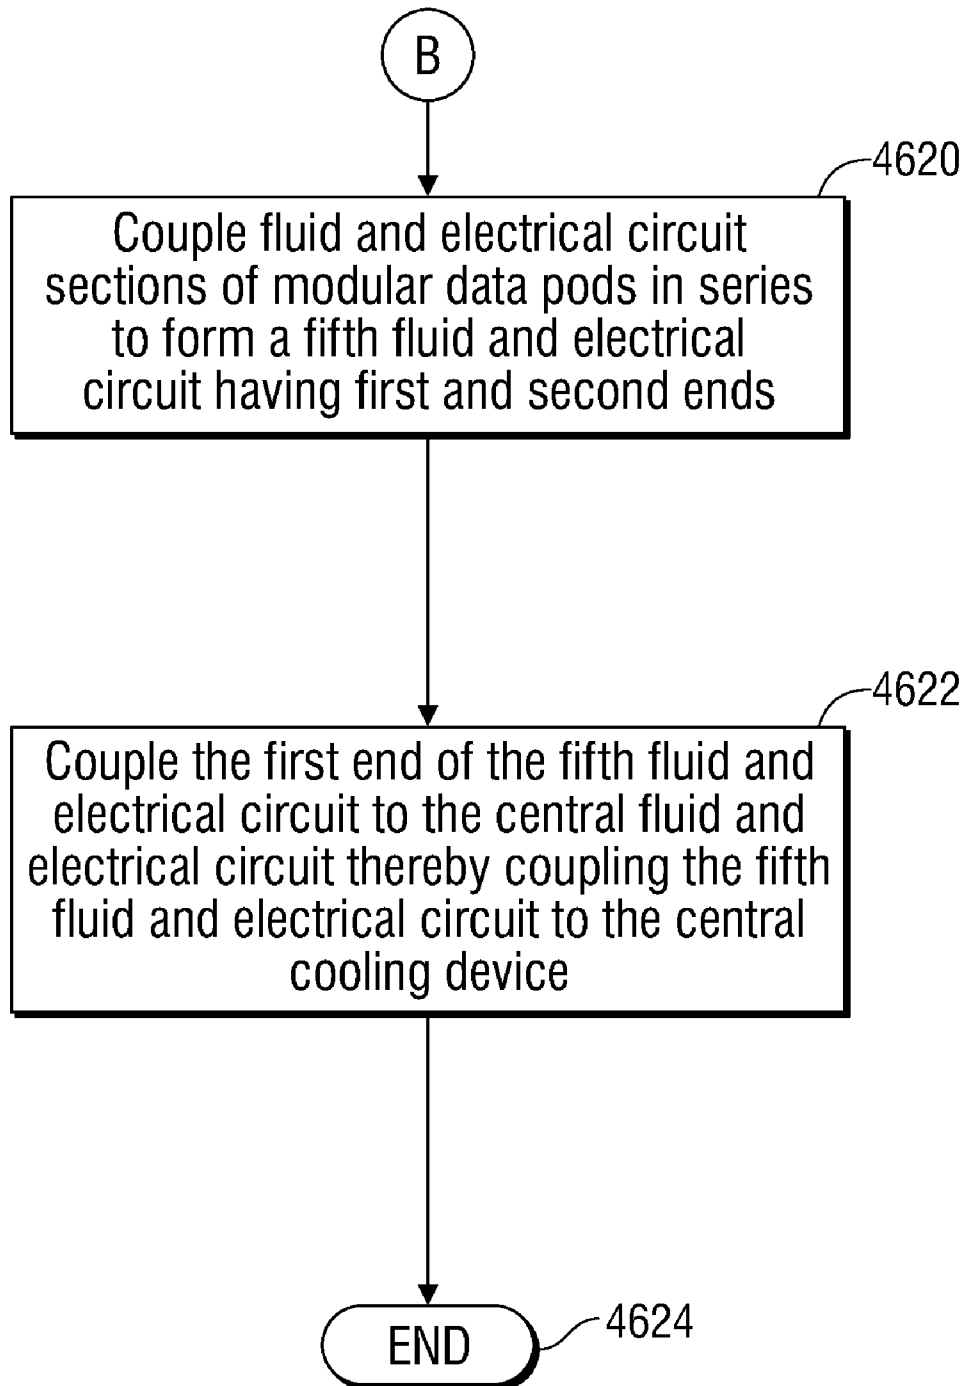 B
4620
Couple fluid and electrical circuit
sections of modular data pods in series
to form a fifth fluid and electrical
circuit having first and second ends
4622
Couple the first end of the fifth fluid and
electrical circuit to the central fluid and
electrical circuit thereby coupling the fifth
fluid and electrical circuit to the central
cooling device
END
4624